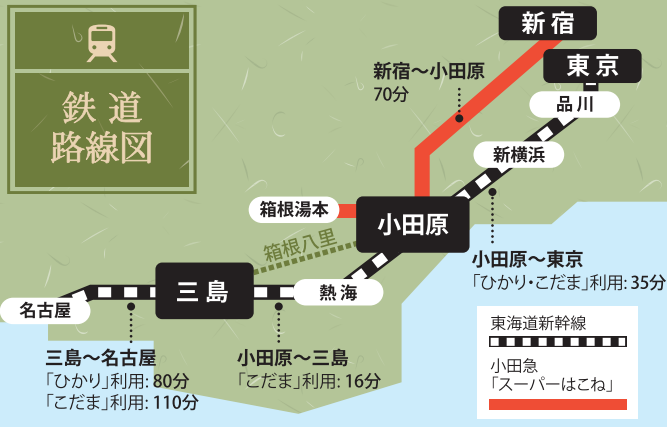 鉄道
路線図
新宿
東京
品川
新横浜
新宿〜小田原
70分
箱根湯本
小田原
箱根八里
小田原〜東京
「ひかり・こだま」利用: 35分
三島
熱海
名古屋
三島〜名古屋
「ひかり」利用: 80分
「こだま」利用: 110分
小田原〜三島
「こだま」利用: 16分
東海道新幹線
小田急
「スーパーはこね」